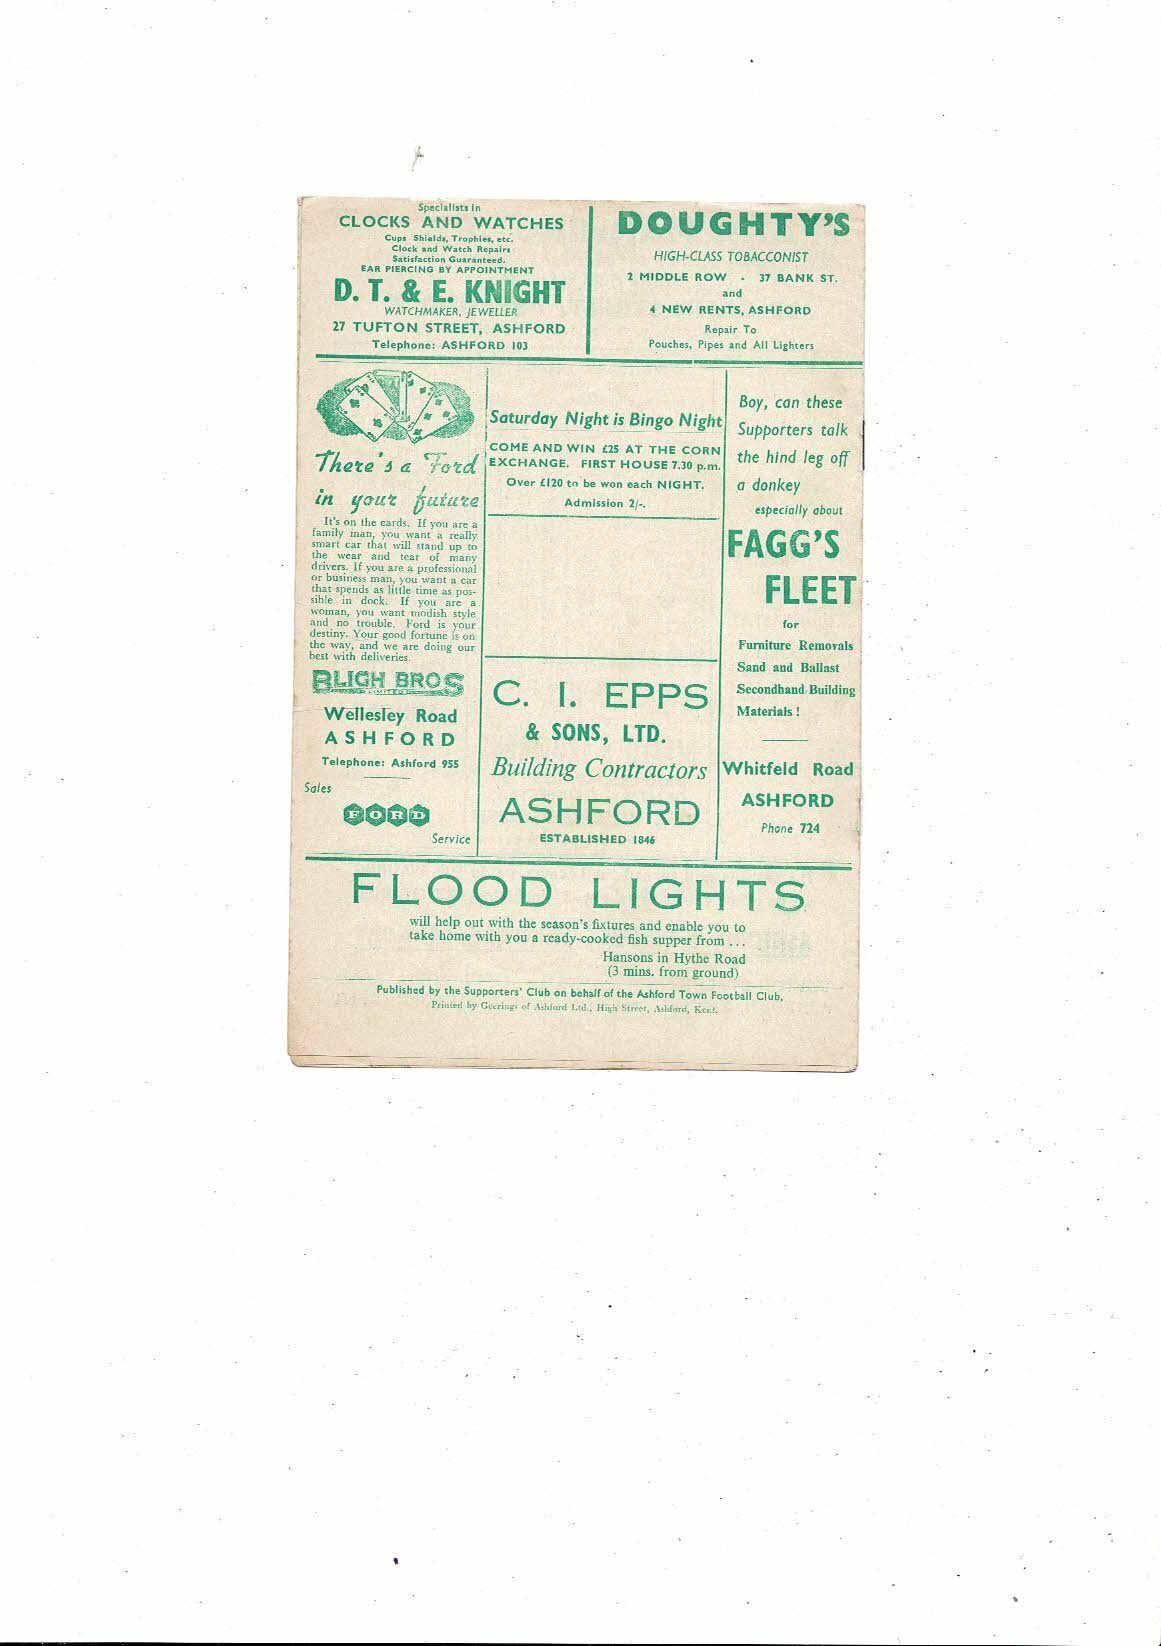 Specialists in
CLOCKS AND WATCHES
Cups Shields, Trophies, etc.
Clock and Watch Repairs
Satisfaction Guaranteed.
EAR PIERCING BY APPOINTMENT
D. T. & E. KNIGHT
WATCHMAKER, JEWELLER
27 TUFTON STREET, ASHFORD
Telephone: ASHFORD 103
DOUGHTY'S
HIGH-CLASS TOBACCONIST
2 MIDDLE ROW - 37 BANK ST.
and
4 NEW RENTS, ASHFORD
Repair To
Pouches, Pipes and All Lighters
There's a Ford
in your future
It's on the cards. If you are a
family man, you want a really
smart car that will stand up to
the wear and tear of many
drivers. If you are a professional
or business man, you want a car
that spends as little time as pos-
sible in dock. If you are a
woman, you want modish style
and no trouble. Ford is your
destiny. Your good fortune is on
the way, and we are doing our
best with deliveries.
BLIGH BROS
LIMITED
Wellesley Road
ASHFORD
Telephone: Ashford 955
Sales
FORD
Service
Saturday Night is Bingo Night
COME AND WIN £25 AT THE CORN
EXCHANGE. FIRST HOUSE 7.30 p.m.
Over £120 to be won each NIGHT.
Admission 2/-.
C. I. EPPS
& SONS, LTD.
Building Contractors
ASHFORD
ESTABLISHED 1846
Boy, can these
Supporters talk
the hind leg off
a donkey
especially about
FAGG'S
FLEET
for
Furniture Removals
Sand and Ballast
Secondhand Building
Materials !
Whitfeld Road
ASHFORD
Phone 724
FLOOD LIGHTS
will help out with the season's fixtures and enable you to
take home with you a ready-cooked fish supper from ...
Hansons in Hythe Road
(3 mins. from ground)
Published by the Supporters' Club on behalf of the Ashford Town Football Club.
Printed by Geerings of Ashford Ltd., High Street, Ashford, Kent.